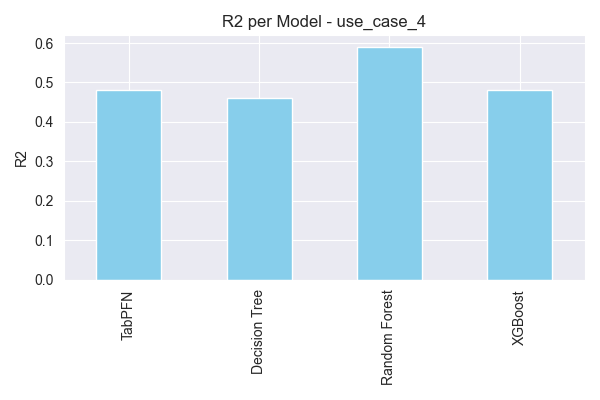 R2 per Model - use_case_4
R2
0.6
0.5
0.4
0.3
0.2
0.1
0.0
TabPFN
Decision Tree
Random Forest
XGBoost